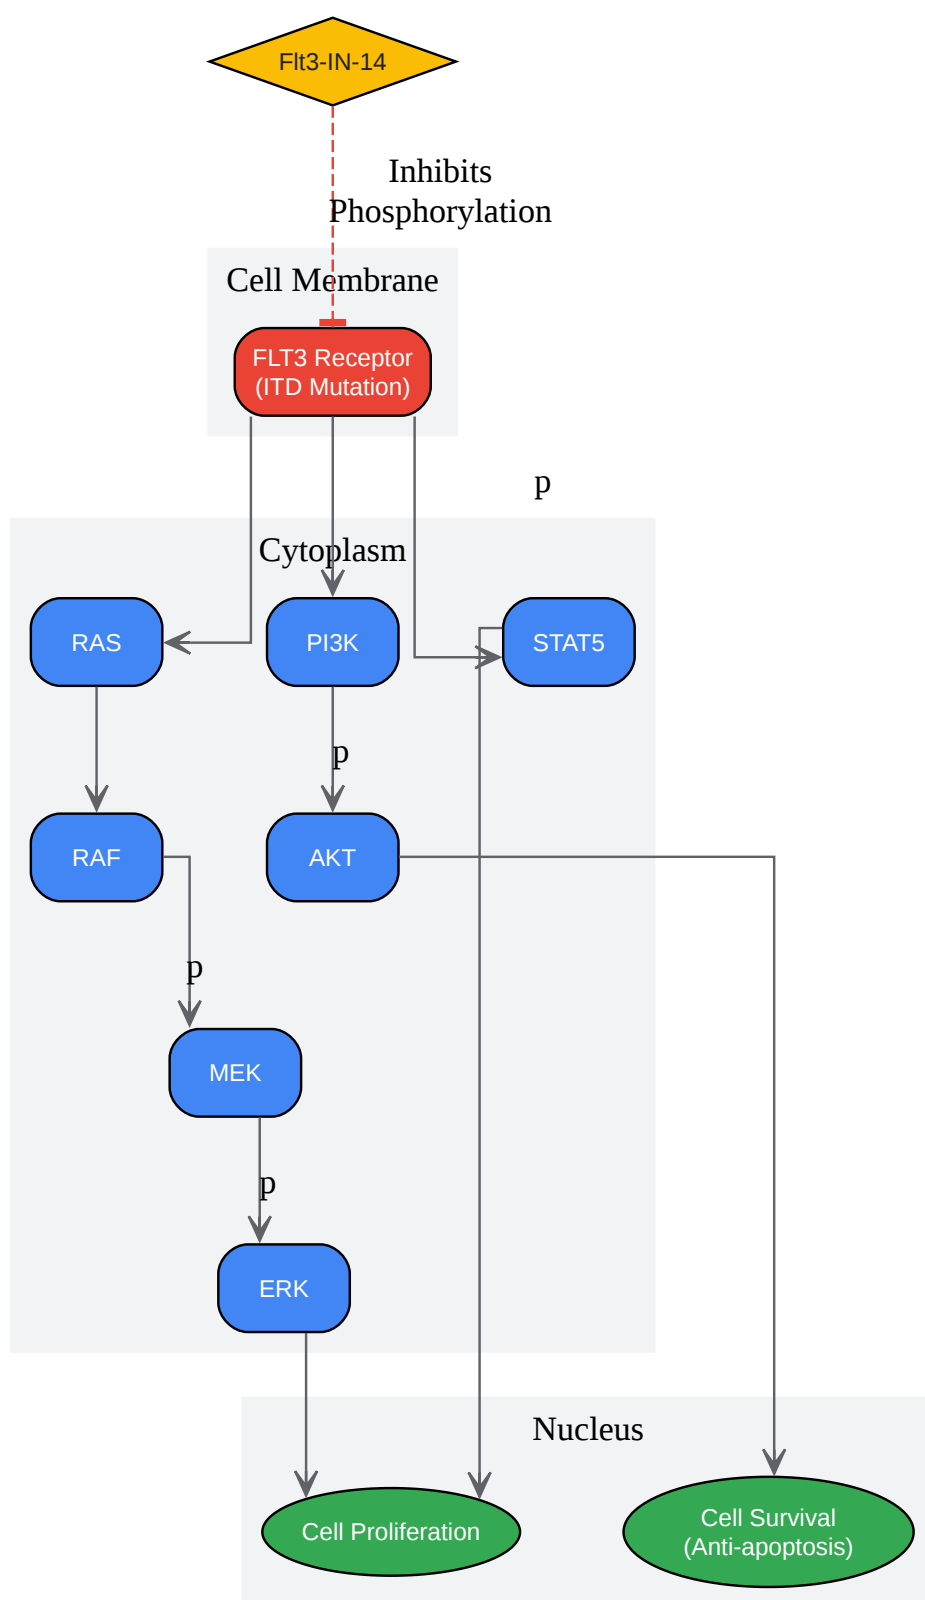 Flt3-IN-14
Inhibits
Phosphorylation
Cell Membrane
FLT3 Receptor
(ITD Mutation)
p
Cytoplasm
RAS
PI3K
STAT5
p
RAF
AKT
p
MEK
p
ERK
Nucleus
Cell Proliferation
Cell Survival
(Anti-apoptosis)